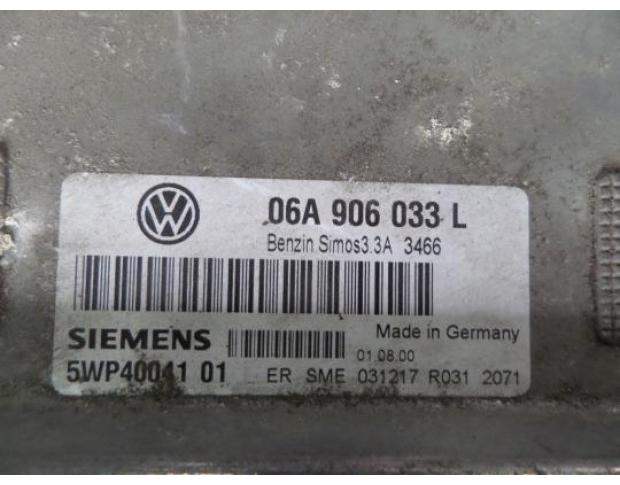 06A 906 033 L
Benzin Simos3.3A 3466
SIEMENS
Made in Germany
01.08.00
5WP40041 01
ER SME 031217 R031 2071